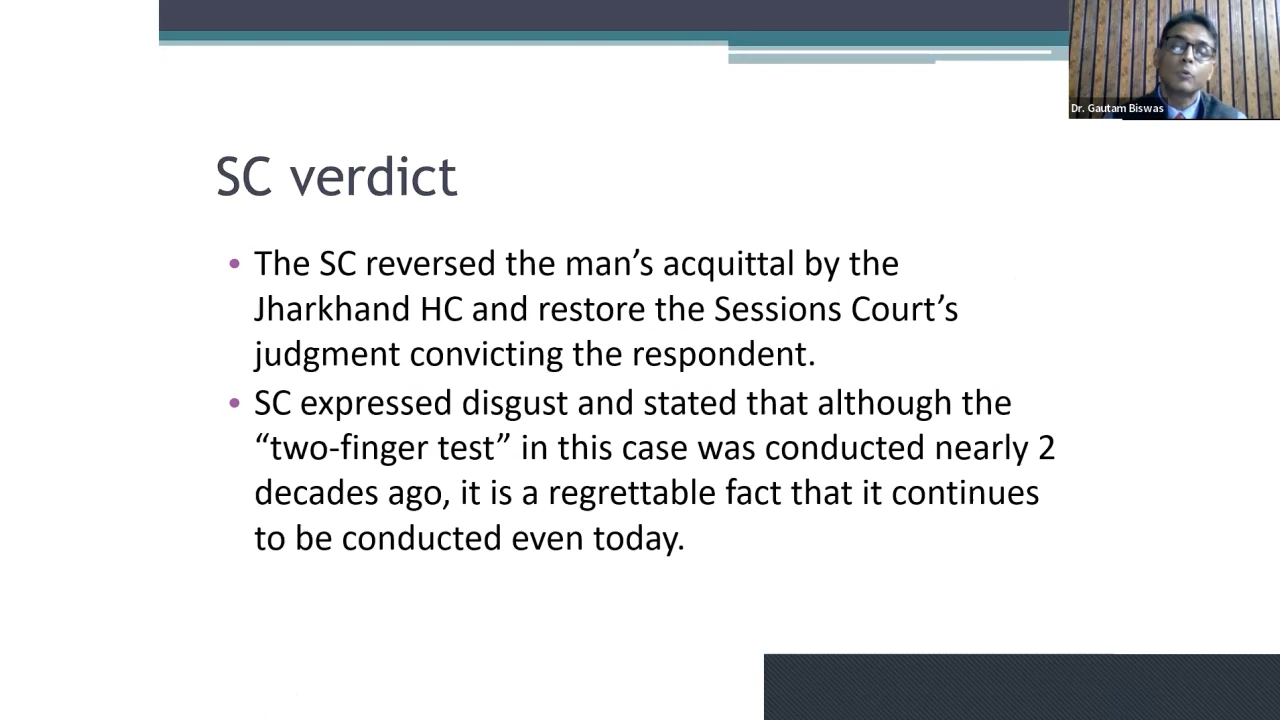 Dr. Gautam Biswas
SC verdict
• The SC reversed the man’s acquittal by the
Jharkhand HC and restore the Sessions Court’s
judgment convicting the respondent.
• SC expressed disgust and stated that although the
“two-finger test” in this case was conducted nearly 2
decades ago, it is a regrettable fact that it continues
to be conducted even today.